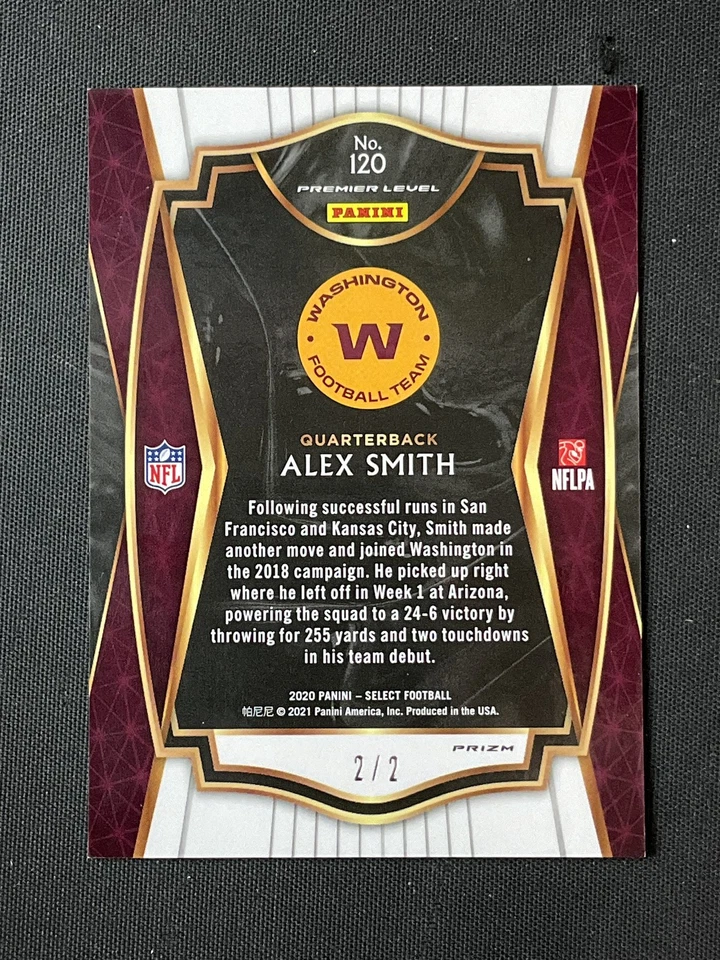 No.
120
PREMIER LEVEL
PANINI
WASHINGTON
W
FOOTBALL TEAM
QUARTERBACK
ALEX SMITH
NFL
NFLPA
Following successful runs in San
Francisco and Kansas City, Smith made
another move and joined Washington in
the 2018 campaign. He picked up right
where he left off in Week 1 at Arizona,
powering the squad to a 24-6 victory by
throwing for 255 yards and two touchdowns
in his team debut.
2020 PANINI – SELECT FOOTBALL
帕尼尼 © 2021 Panini America, Inc. Produced in the USA.
PRIZM
2/2